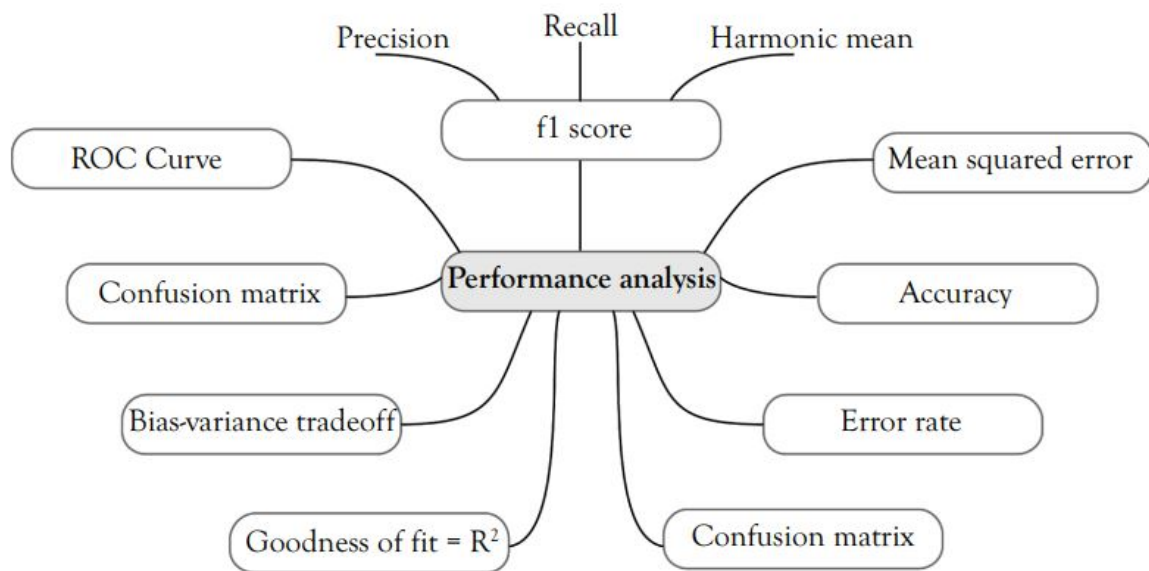 Precision
Recall
Harmonic mean
f1 score
ROC Curve
Mean squared error
Performance analysis
Confusion matrix
Accuracy
Bias-variance tradeoff
Error rate
Goodness of fit = R²
Confusion matrix